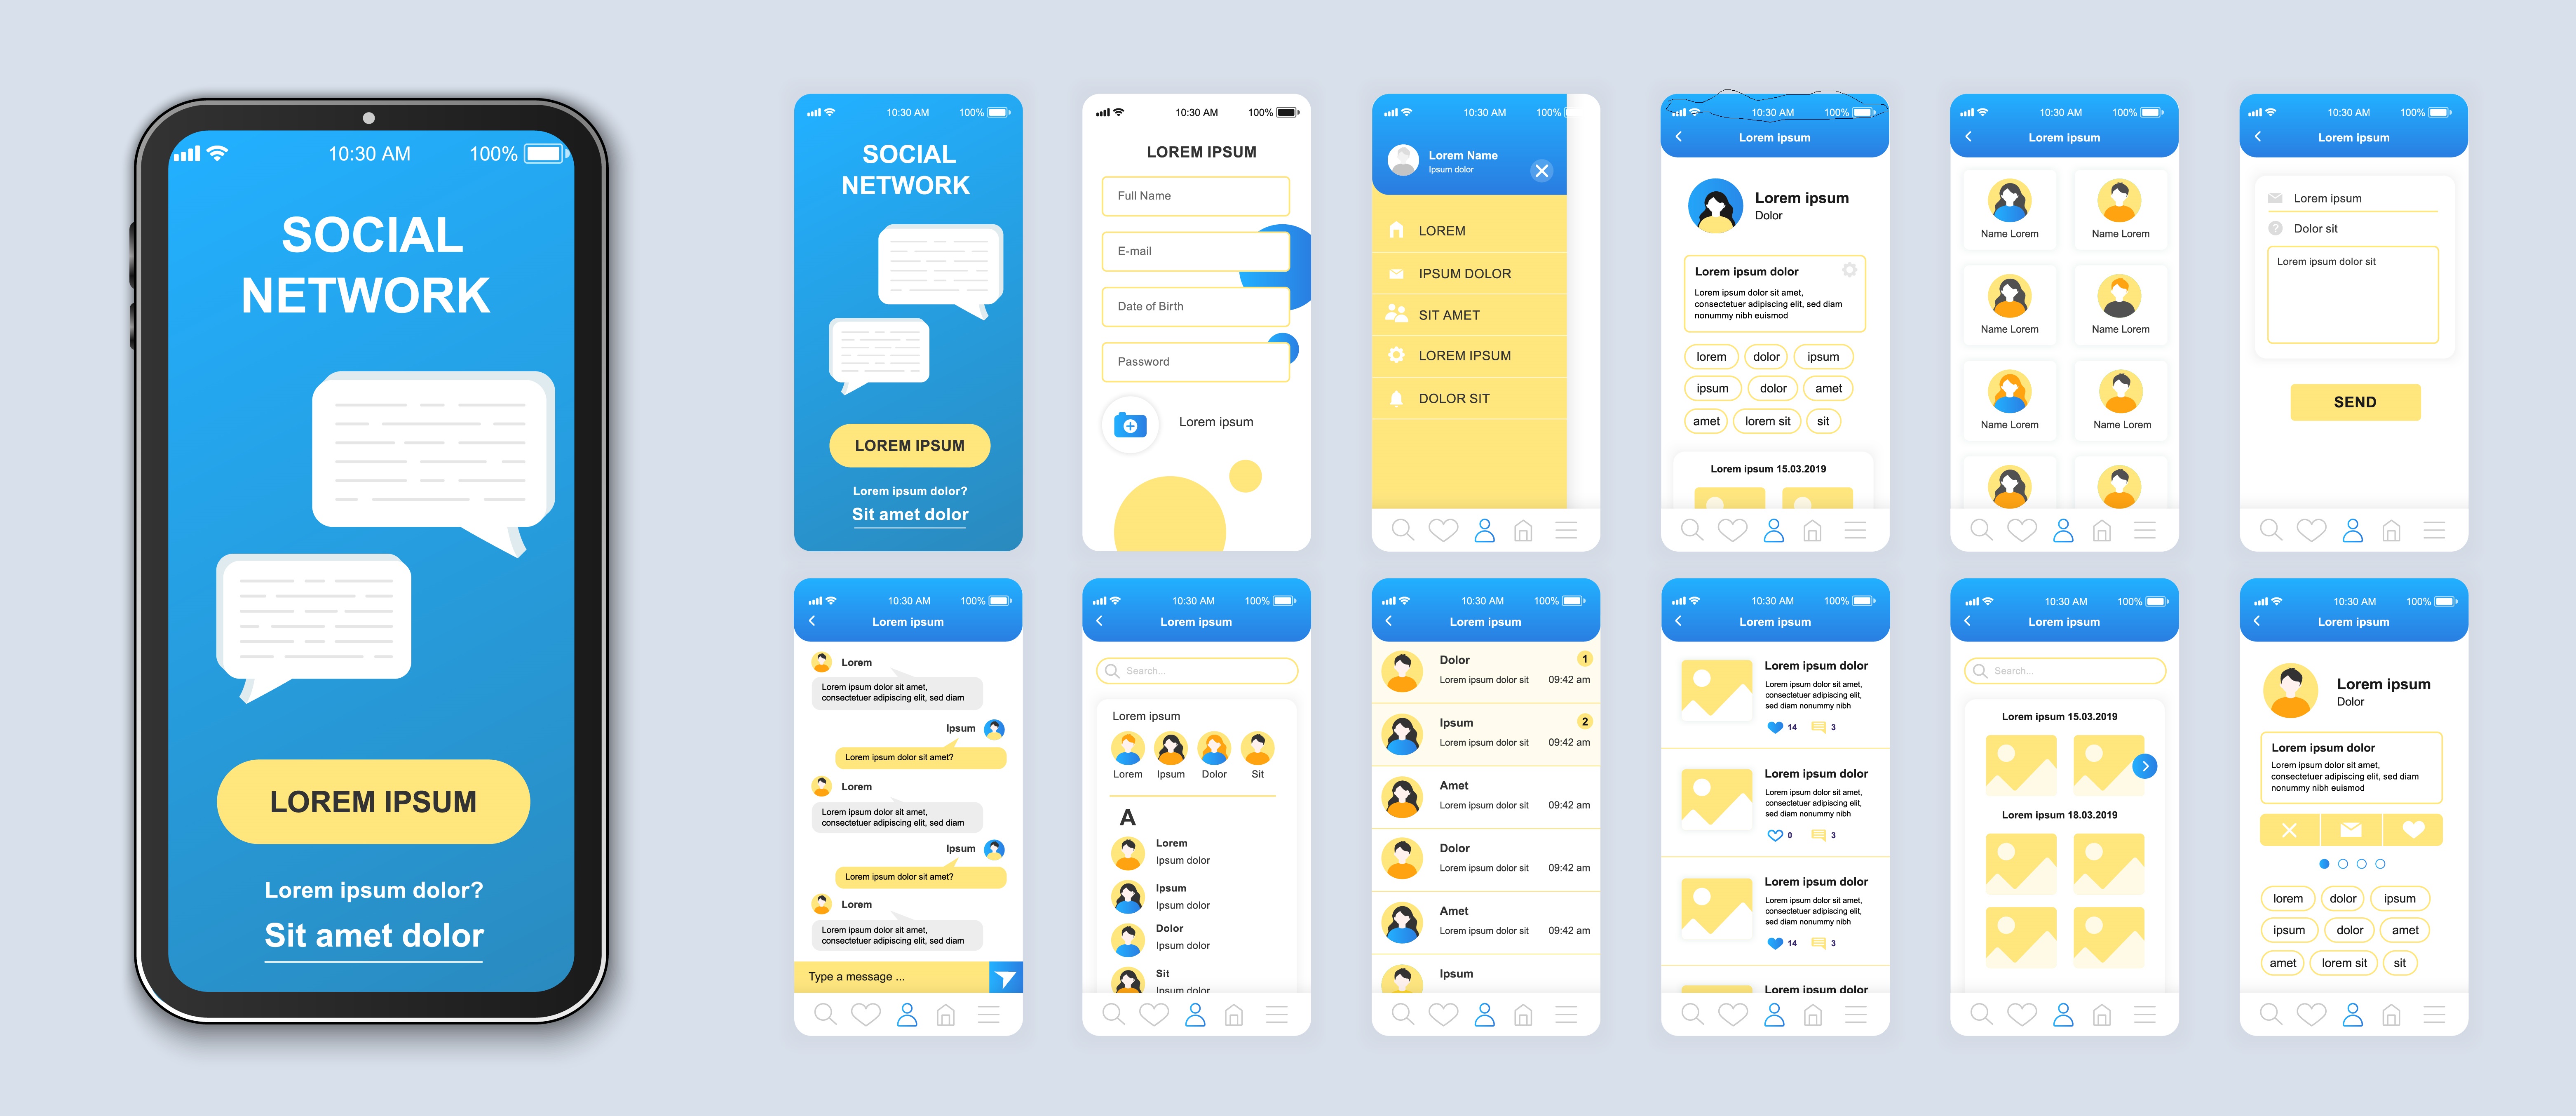 10:30 AM 100%
SOCIAL
NETWORK
LOREM IPSUM
Lorem ipsum dolor?
Sit amet dolor
10:30 AM 100%
SOCIAL
NETWORK
LOREM IPSUM
Lorem ipsum dolor?
Sit amet dolor
10:30 AM 100%
LOREM IPSUM
Full Name
E-mail
Date of Birth
Password
Lorem ipsum
10:30 AM 100%
Lorem Name
Ipsum dolor
LOREM
IPSUM DOLOR
SIT AMET
LOREM IPSUM
DOLOR SIT
10:30 AM 100%
Lorem ipsum
Lorem ipsum
Dolor
Lorem ipsum dolor
Lorem ipsum dolor sit amet,
consectetuer adipiscing elit, sed diam
nonummy nibh euismod
lorem dolor ipsum
ipsum dolor amet
amet lorem sit sit
Lorem ipsum 15.03.2019
10:30 AM 100%
Lorem ipsum
Name Lorem Name Lorem
Name Lorem Name Lorem
Name Lorem Name Lorem
10:30 AM 100%
Lorem ipsum
Lorem ipsum
? Dolor sit
Lorem ipsum dolor sit
SEND
10:30 AM 100%
Lorem ipsum
Lorem
Lorem ipsum dolor sit amet,
consectetuer adipiscing elit, sed diam
Ipsum
Lorem ipsum dolor sit amet?
Lorem
Lorem ipsum dolor sit amet,
consectetuer adipiscing elit, sed diam
Ipsum
Lorem ipsum dolor sit amet?
Lorem
Lorem ipsum dolor sit amet,
consectetuer adipiscing elit, sed diam
Type a message ...
10:30 AM 100%
Lorem ipsum
Search...
Lorem ipsum
Lorem Ipsum Dolor Sit
A
Lorem
Ipsum dolor
Ipsum
Ipsum dolor
Dolor
Ipsum dolor
Sit
Ipsum dolor
10:30 AM 100%
Lorem ipsum
Dolor 1
Lorem ipsum dolor sit 09:42 am
Ipsum 2
Lorem ipsum dolor sit 09:42 am
Amet
Lorem ipsum dolor sit 09:42 am
Dolor
Lorem ipsum dolor sit 09:42 am
Amet
Lorem ipsum dolor sit 09:42 am
Ipsum
10:30 AM 100%
Lorem ipsum
Lorem ipsum dolor
Lorem ipsum dolor sit amet,
consectetuer adipiscing elit,
sed diam nonummy nibh
14 3
Lorem ipsum dolor
Lorem ipsum dolor sit amet,
consectetuer adipiscing elit,
sed diam nonummy nibh
0 3
Lorem ipsum dolor
Lorem ipsum dolor sit amet,
consectetuer adipiscing elit,
sed diam nonummy nibh
14 3
Lorem ipsum dolor
10:30 AM 100%
Lorem ipsum
Search...
Lorem ipsum 15.03.2019
Lorem ipsum 18.03.2019
10:30 AM 100%
Lorem ipsum
Lorem ipsum
Dolor
Lorem ipsum dolor
Lorem ipsum dolor sit amet,
consectetuer adipiscing elit, sed diam
nonummy nibh euismod
lorem dolor ipsum
ipsum dolor amet
amet lorem sit sit